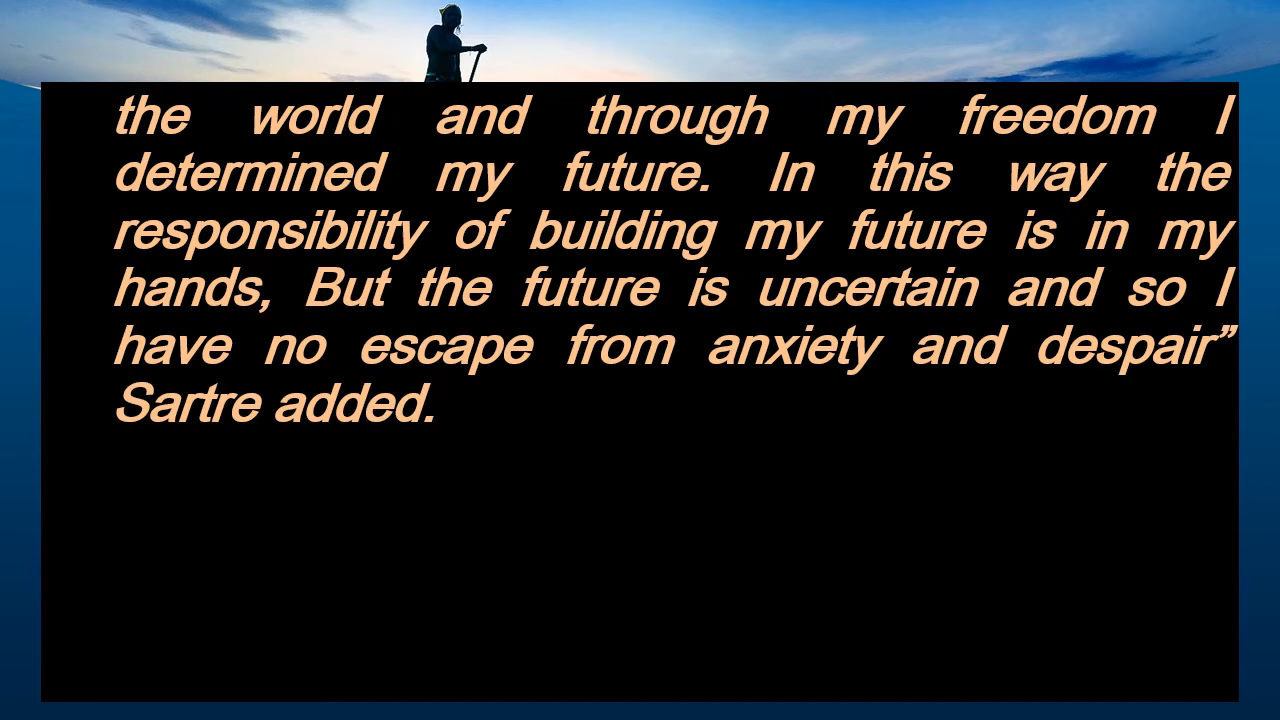 the world and through my freedom I
determined my future. In this way the
responsibility of building my future is in my
hands, But the future is uncertain and so I
have no escape from anxiety and despair”
Sartre added.